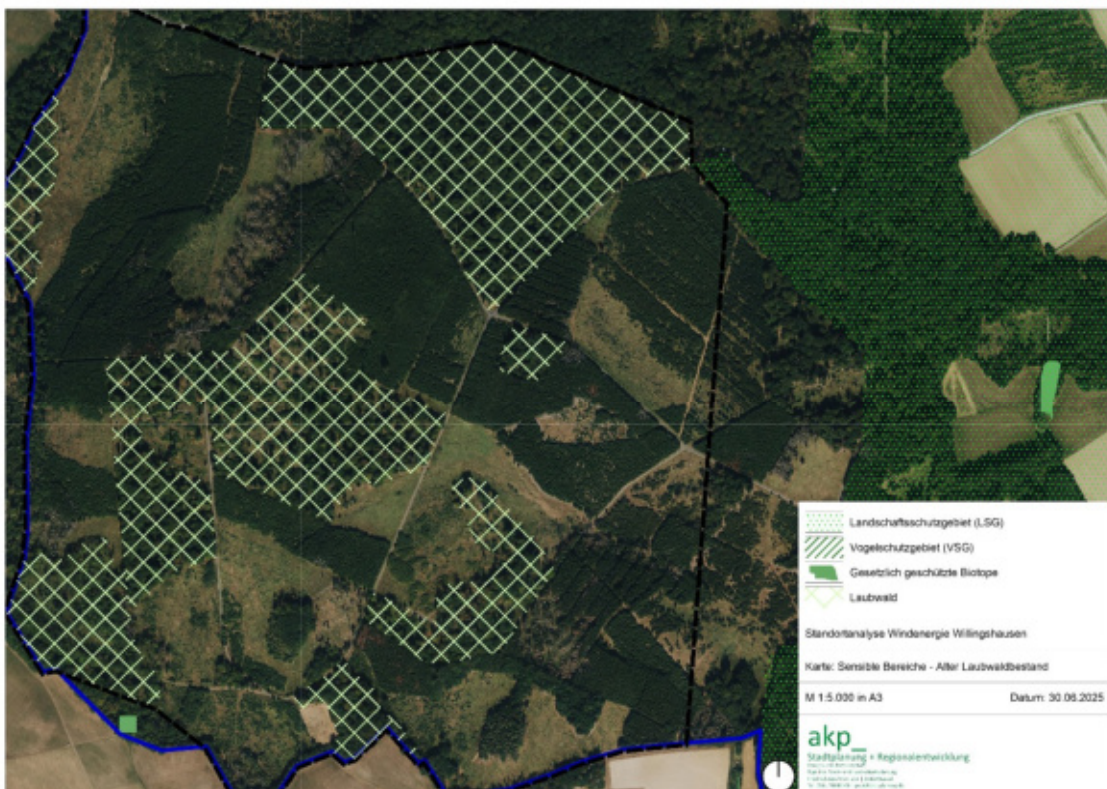 Landschaftsschutzgebiet (LSG)
Vogelschutzgebiet (VSG)
Gesetzlich geschützte Biotope
Laubwald
Standortanalyse Windenergie Willingshausen
Karte: Sensible Bereiche - Alter Laubwaldbestand
M 1:5.000 in A3 Datum: 30.06.2025
akp_
Stadtplanung + Regionalentwicklung